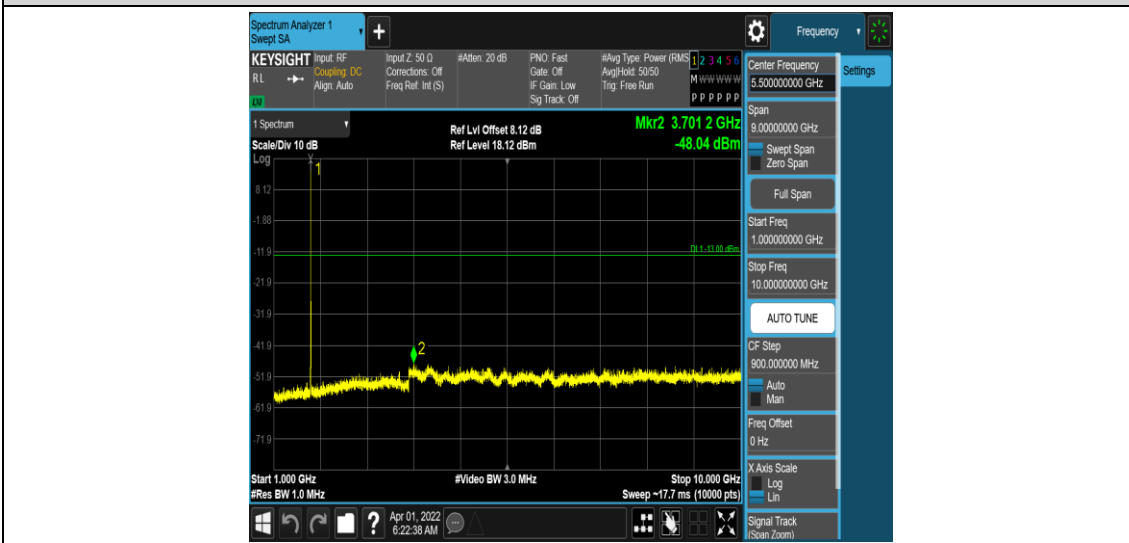 Spectrum Analyzer 1
Swept SA
Frequency
KEYSIGHT
RL
LXI
Input: RF
Coupling: DC
Align: Auto
Input Z: 50 Ω
Corrections: Off
Freq Ref: Int (S)
#Atten: 20 dB
PNO: Fast
Gate: Off
IF Gain: Low
Sig Track: Off
#Avg Type: Power (RMS
Avg|Hold: 50/50
Trig: Free Run
1 2 3 4 5 6
M W W W W W
P P P P P P
1 Spectrum
Scale/Div 10 dB
Ref Lvl Offset 8.12 dB
Ref Level 18.12 dBm
Mkr2 3.701 2 GHz
-48.04 dBm
Log
1
8.12
-1.88
-11.9
DL1 -13.00 dBm
-21.9
-31.9
-41.9
2
-51.9
-61.9
-71.9
Start 1.000 GHz
#Res BW 1.0 MHz
#Video BW 3.0 MHz
Stop 10.000 GHz
Sweep ~17.7 ms (10000 pts)
Apr 01, 2022
6:22:38 AM
Center Frequency
5.500000000 GHz
Settings
Span
9.00000000 GHz
Swept Span
Zero Span
Full Span
Start Freq
1.000000000 GHz
Stop Freq
10.000000000 GHz
AUTO TUNE
CF Step
900.000000 MHz
Auto
Man
Freq Offset
0 Hz
X Axis Scale
Log
Lin
Signal Track
(Span Zoom)